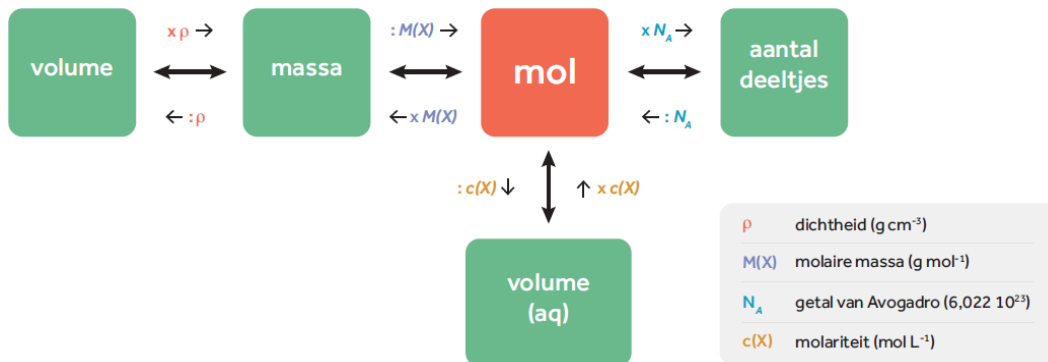 x ρ →
: M(X) →
x N_A →
volume
massa
mol
aantal
deeltjes
← : ρ
← x M(X)
← : N_A
: c(X) ↓
↑ x c(X)
volume
(aq)
ρ dichtheid (g cm⁻³)
M(X) molaire massa (g mol⁻¹)
N_A getal van Avogadro (6,022 10²³)
c(X) molariteit (mol L⁻¹)